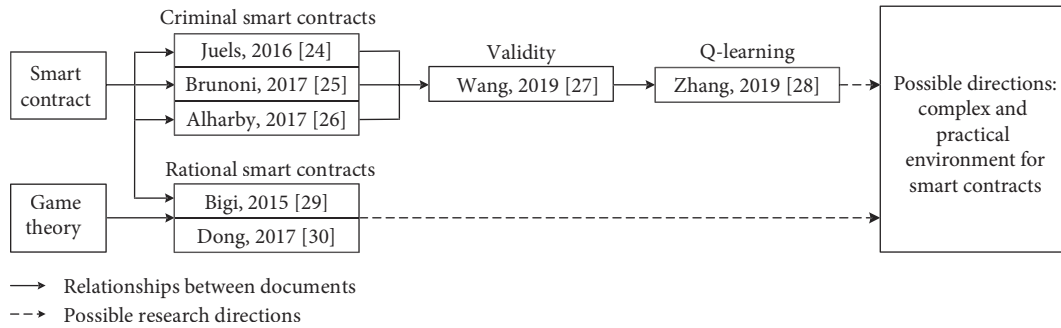 Criminal smart contracts
Smart
contract
Juels, 2016 [24]
Brunoni, 2017 [25]
Alharby, 2017 [26]
Validity
Wang, 2019 [27]
Q-learning
Zhang, 2019 [28]
Possible directions:
complex and
practical
environment for
smart contracts
Rational smart contracts
Game
theory
Bigi, 2015 [29]
Dong, 2017 [30]
Relationships between documents
Possible research directions